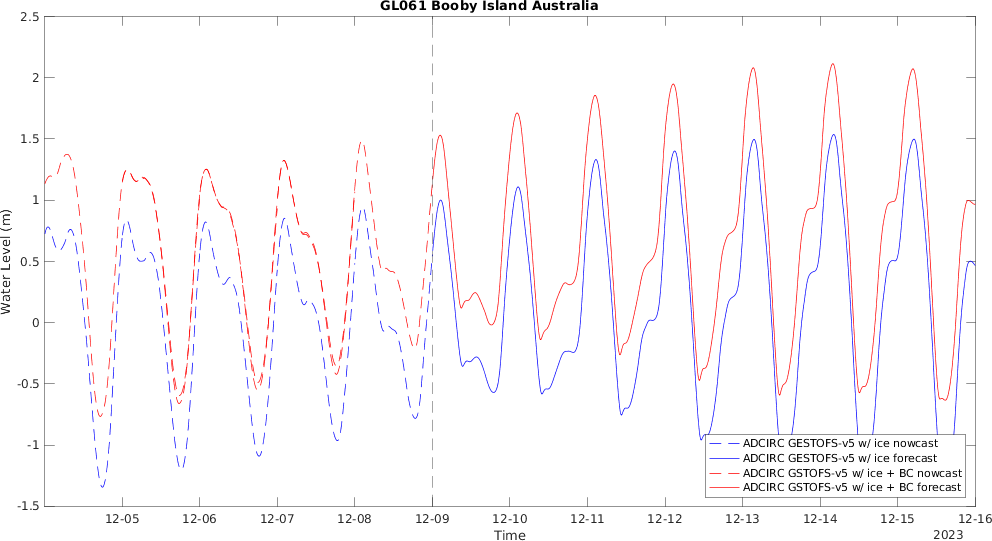 GL061 Booby Island Australia
2.5
2
1.5
1
0.5
0
-0.5
-1
-1.5
Water Level (m)
12-05 12-06 12-07 12-08 12-09 12-10 12-11 12-12 12-13 12-14 12-15 12-16
Time
2023
ADCIRC GESTOFS-v5 w/ ice nowcast
ADCIRC GESTOFS-v5 w/ ice forecast
ADCIRC GSTOFS-v5 w/ ice + BC nowcast
ADCIRC GSTOFS-v5 w/ ice + BC forecast